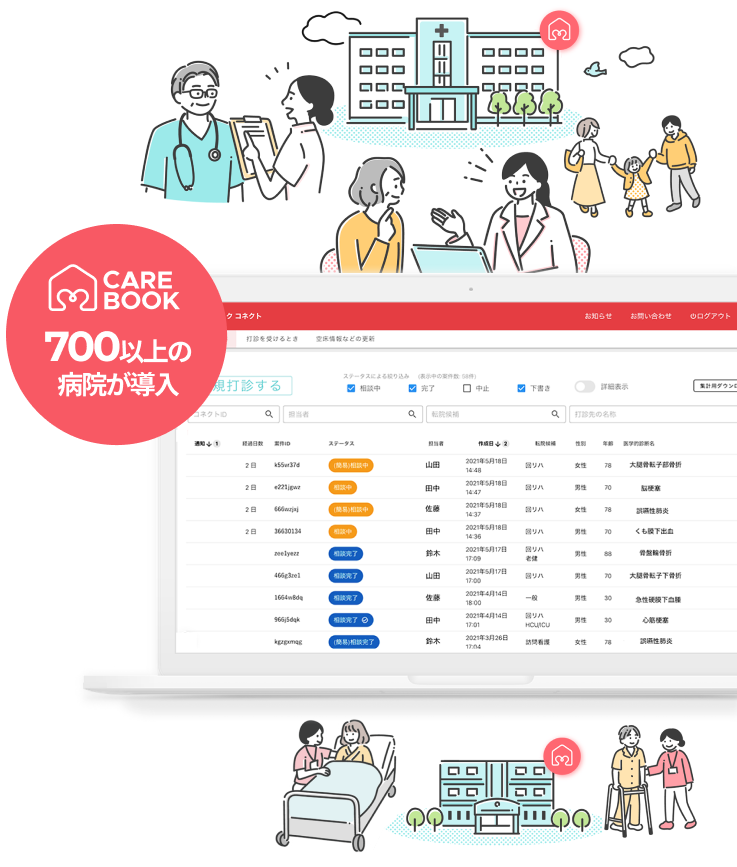 CARE
BOOK
700以上の
病院が導入
ク コネクト
お知らせ
お問い合わせ
ログアウト
打診を受けるとき
空床情報などの更新
規打診する
ステータスによる絞り込み (表示中の案件数: 68件)
相談中
完了
中止
下書き
詳細表示
集計用ダウンロ
コネクトID
担当者
転院候補
打診先の名称
通知 1 経過日数 案件ID ステータス 担当者 作成日 2 転院候補 性別 年齢 医学的診断名
2 日 k55vr37d (簡易)相談中 山田 2021年5月18日 14:48 回リハ 女性 78 大腿骨転子部骨折
2 日 e221jgwz 相談中 田中 2021年5月18日 14:47 回リハ 男性 70 脳梗塞
2 日 666wzjxj (簡易)相談中 佐藤 2021年5月18日 14:37 回リハ 女性 78 誤嚥性肺炎
2 日 36630134 相談中 田中 2021年5月18日 14:36 回リハ 男性 70 くも膜下出血
zee1yezz 相談完了 鈴木 2021年5月17日 17:09 回リハ 老健 男性 88 骨盤輪骨折
466g3ze1 相談完了 山田 2021年5月17日 17:00 回リハ 男性 70 大腿骨転子下骨折
1664w8dq 相談完了 佐藤 2021年4月14日 18:00 一般 男性 30 急性硬膜下血腫
966j5dqk 相談完了 田中 2021年4月14日 17:01 回リハ HCU/ICU 男性 30 心筋梗塞
kgzgxmqg (簡易)相談完了 鈴木 2021年3月26日 17:04 訪問看護 女性 78 誤嚥性肺炎